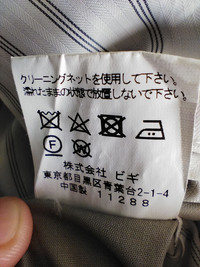 クリーニングネットを使用して下さい。
濡れたままの状態で放置しないで下さい。
F W
株式会社 ビギ
東京都目黒区青葉台2-1-4
中国製 11288